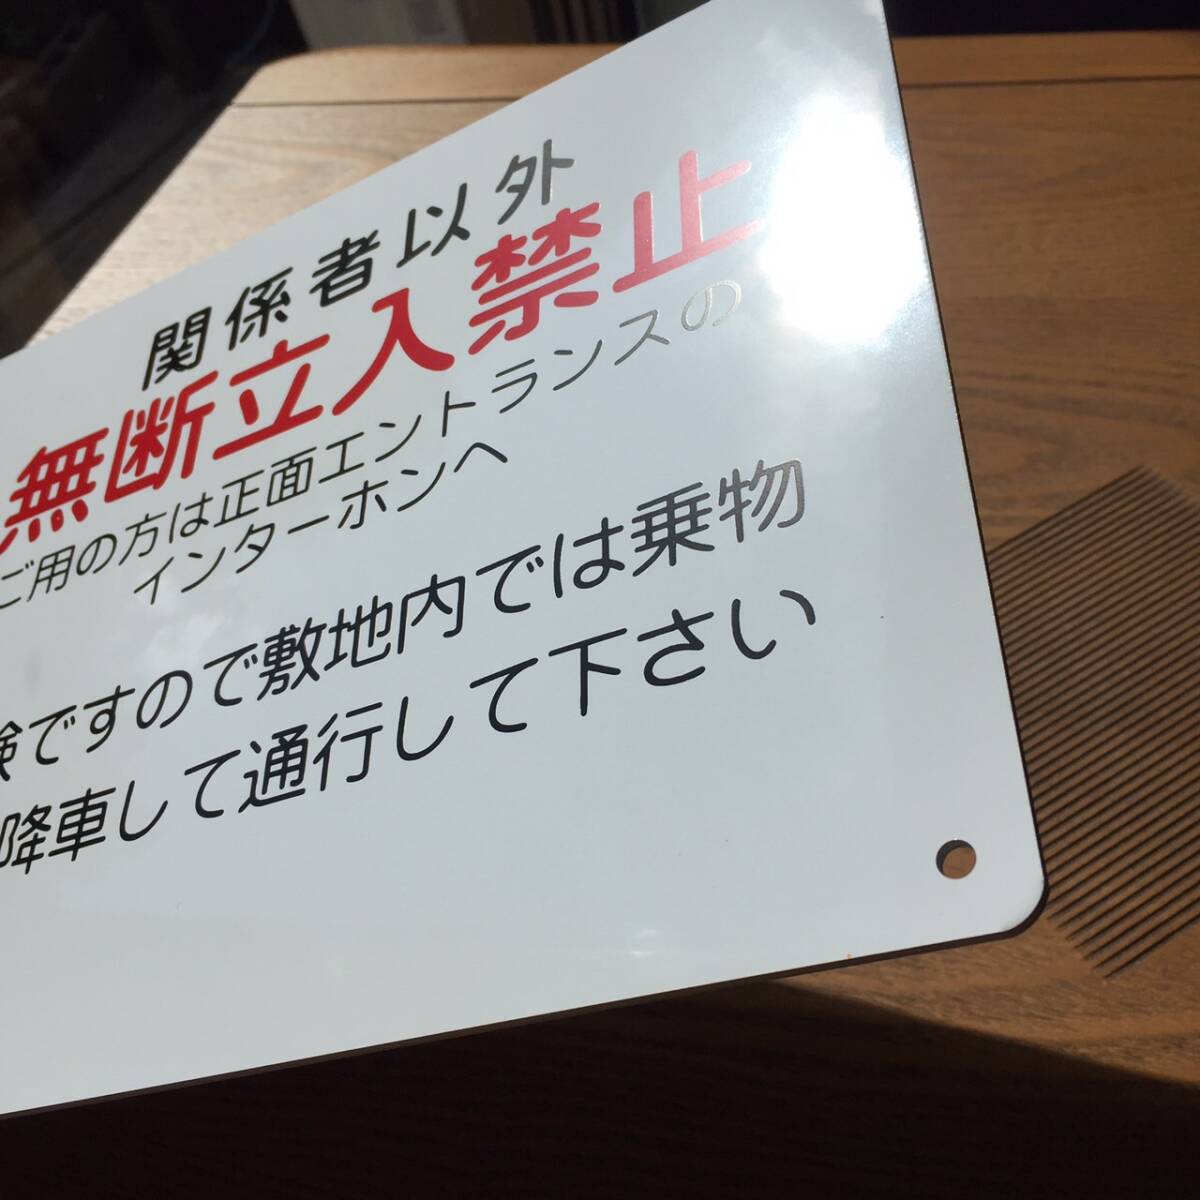 関係者以外
無断立入禁止
ご用の方は正面エントランスの
インターホンへ
険ですので敷地内では乗物
降車して通行して下さい